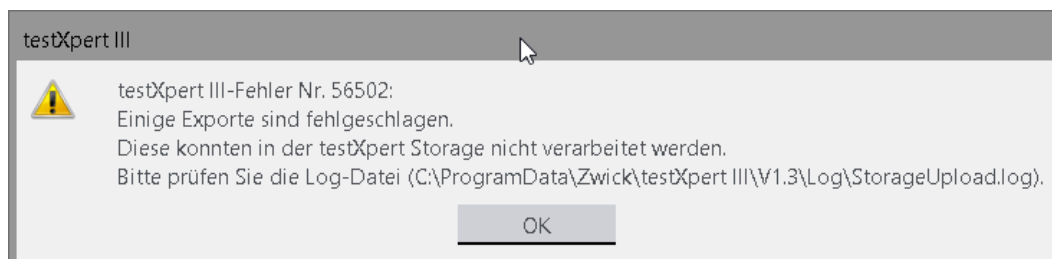 testXpert III
testXpert III-Fehler Nr. 56502:
Einige Exporte sind fehlgeschlagen.
Diese konnten in der testXpert Storage nicht verarbeitet werden.
Bitte prüfen Sie die Log-Datei (C:\ProgramData\Zwick\testXpert III\V1.3\Log\StorageUpload.log).
OK